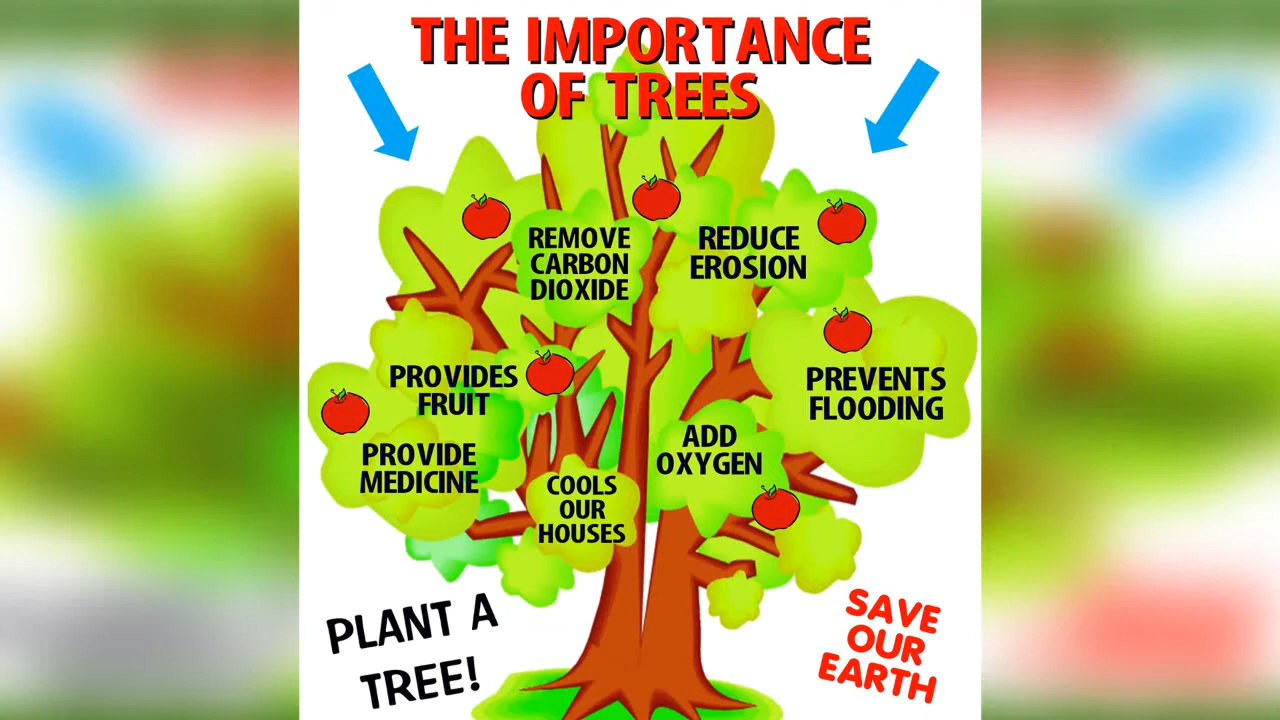 THE IMPORTANCE
OF TREES
REMOVE
CARBON
DIOXIDE
REDUCE
EROSION
PROVIDES
FRUIT
PREVENTS
FLOODING
PROVIDE
MEDICINE
ADD
OXYGEN
COOLS
OUR
HOUSES
PLANT A
TREE!
SAVE
OUR
EARTH